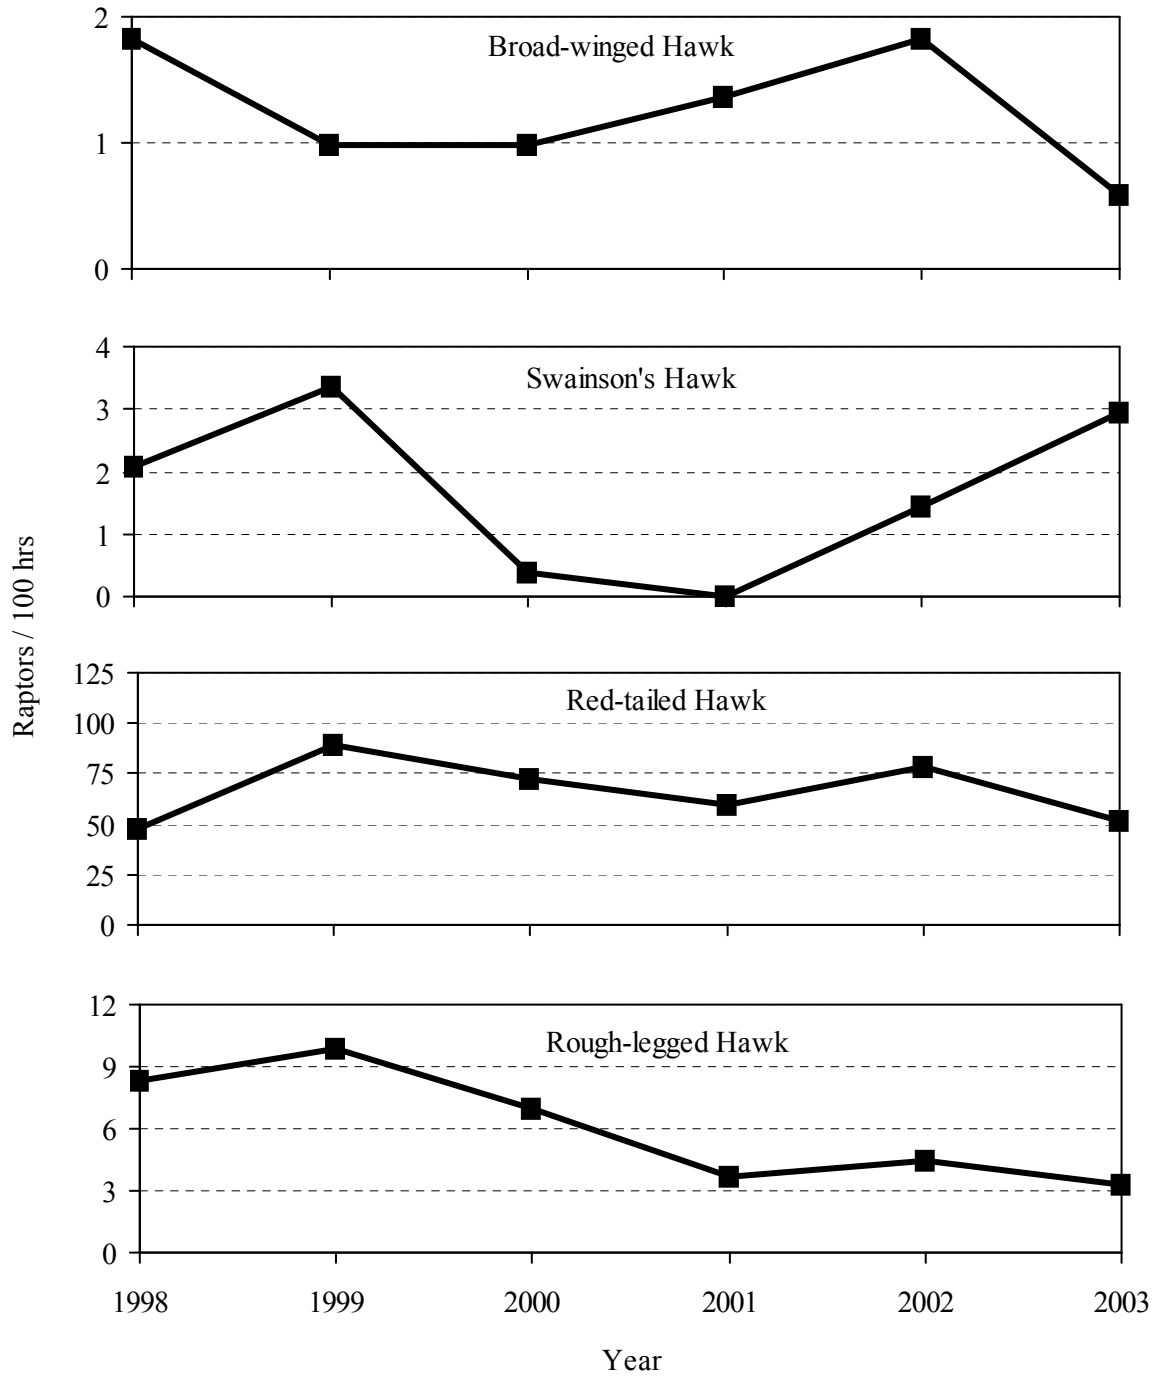 2
Broad-winged Hawk
1
0
4
Swainson's Hawk
3
2
1
0
Raptors / 100 hrs
125
Red-tailed Hawk
100
75
50
25
0
12
Rough-legged Hawk
9
6
3
0
1998 1999 2000 2001 2002 2003
Year